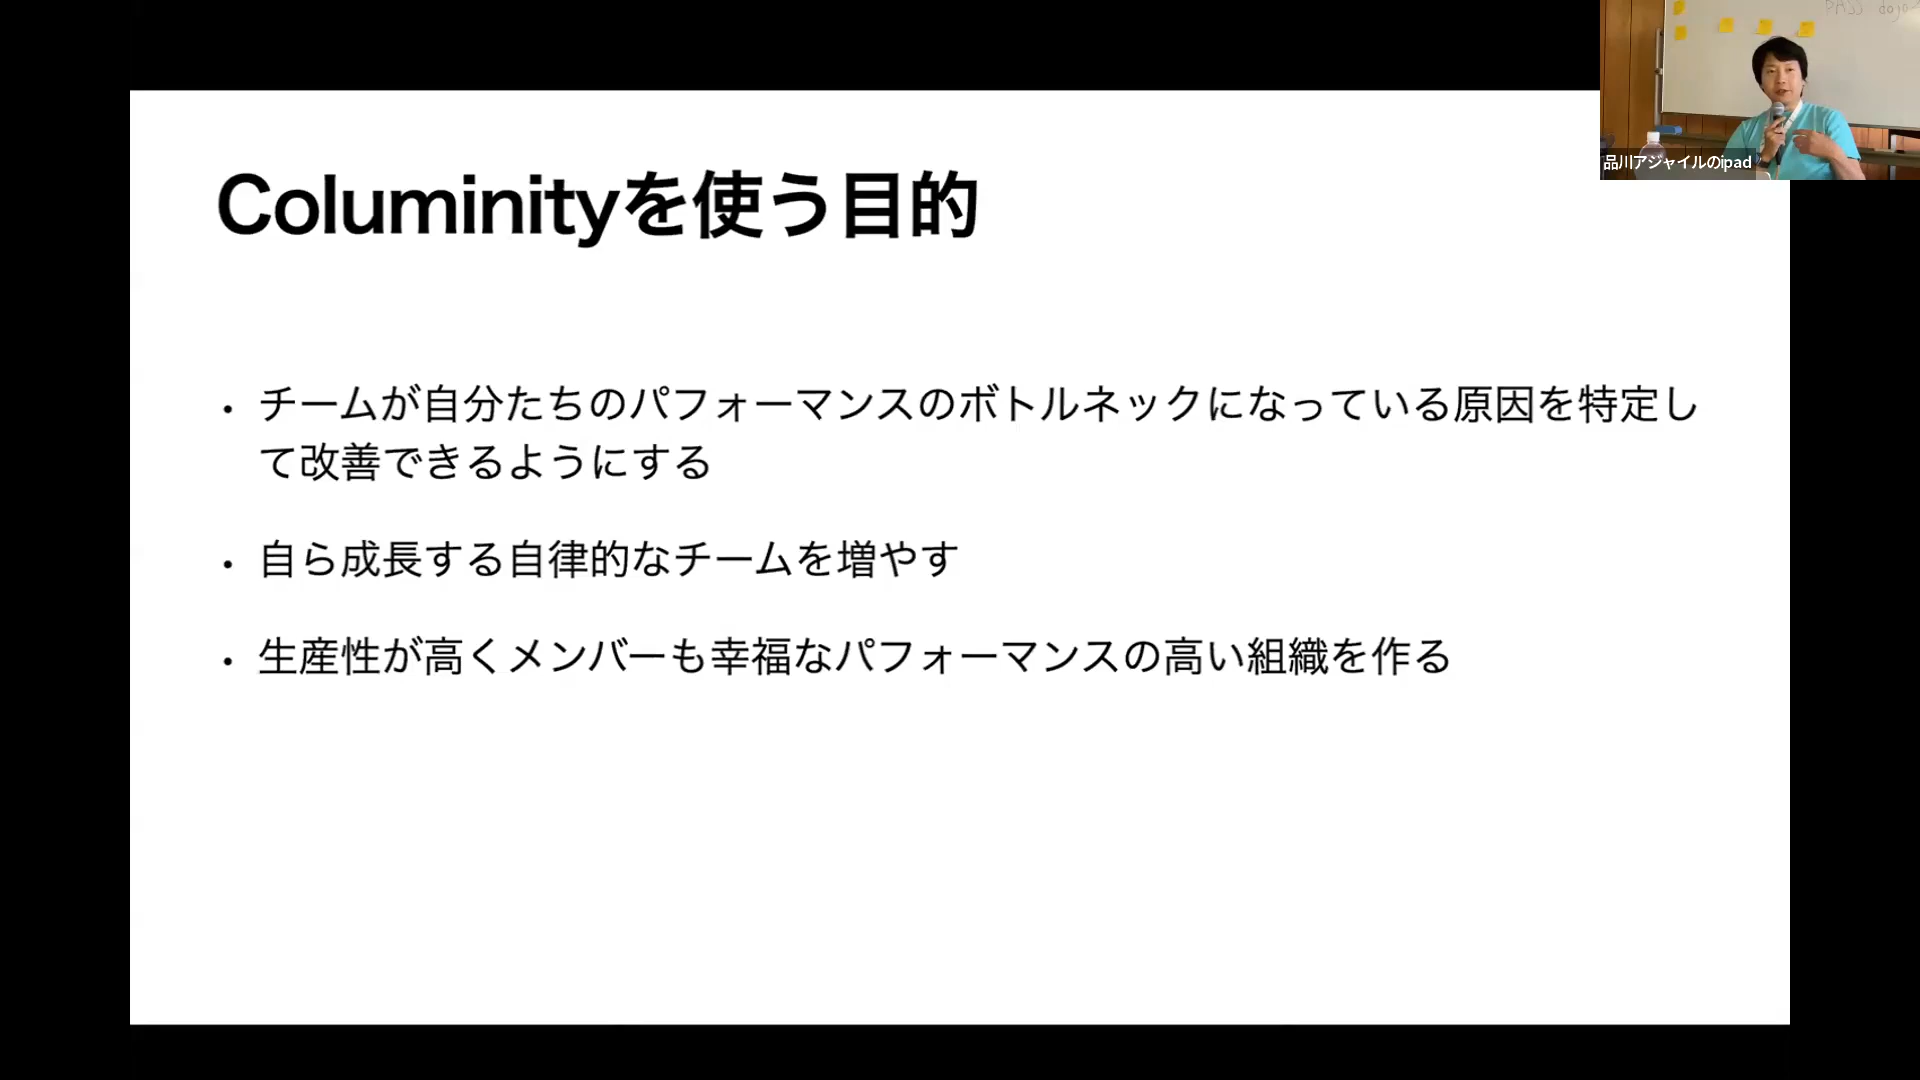 PASS dojo
品川アジャイルのipad
Columinityを使う目的
・チームが自分たちのパフォーマンスのボトルネックになっている原因を特定し
て改善できるようにする
・自ら成長する自律的なチームを増やす
・生産性が高くメンバーも幸福なパフォーマンスの高い組織を作る